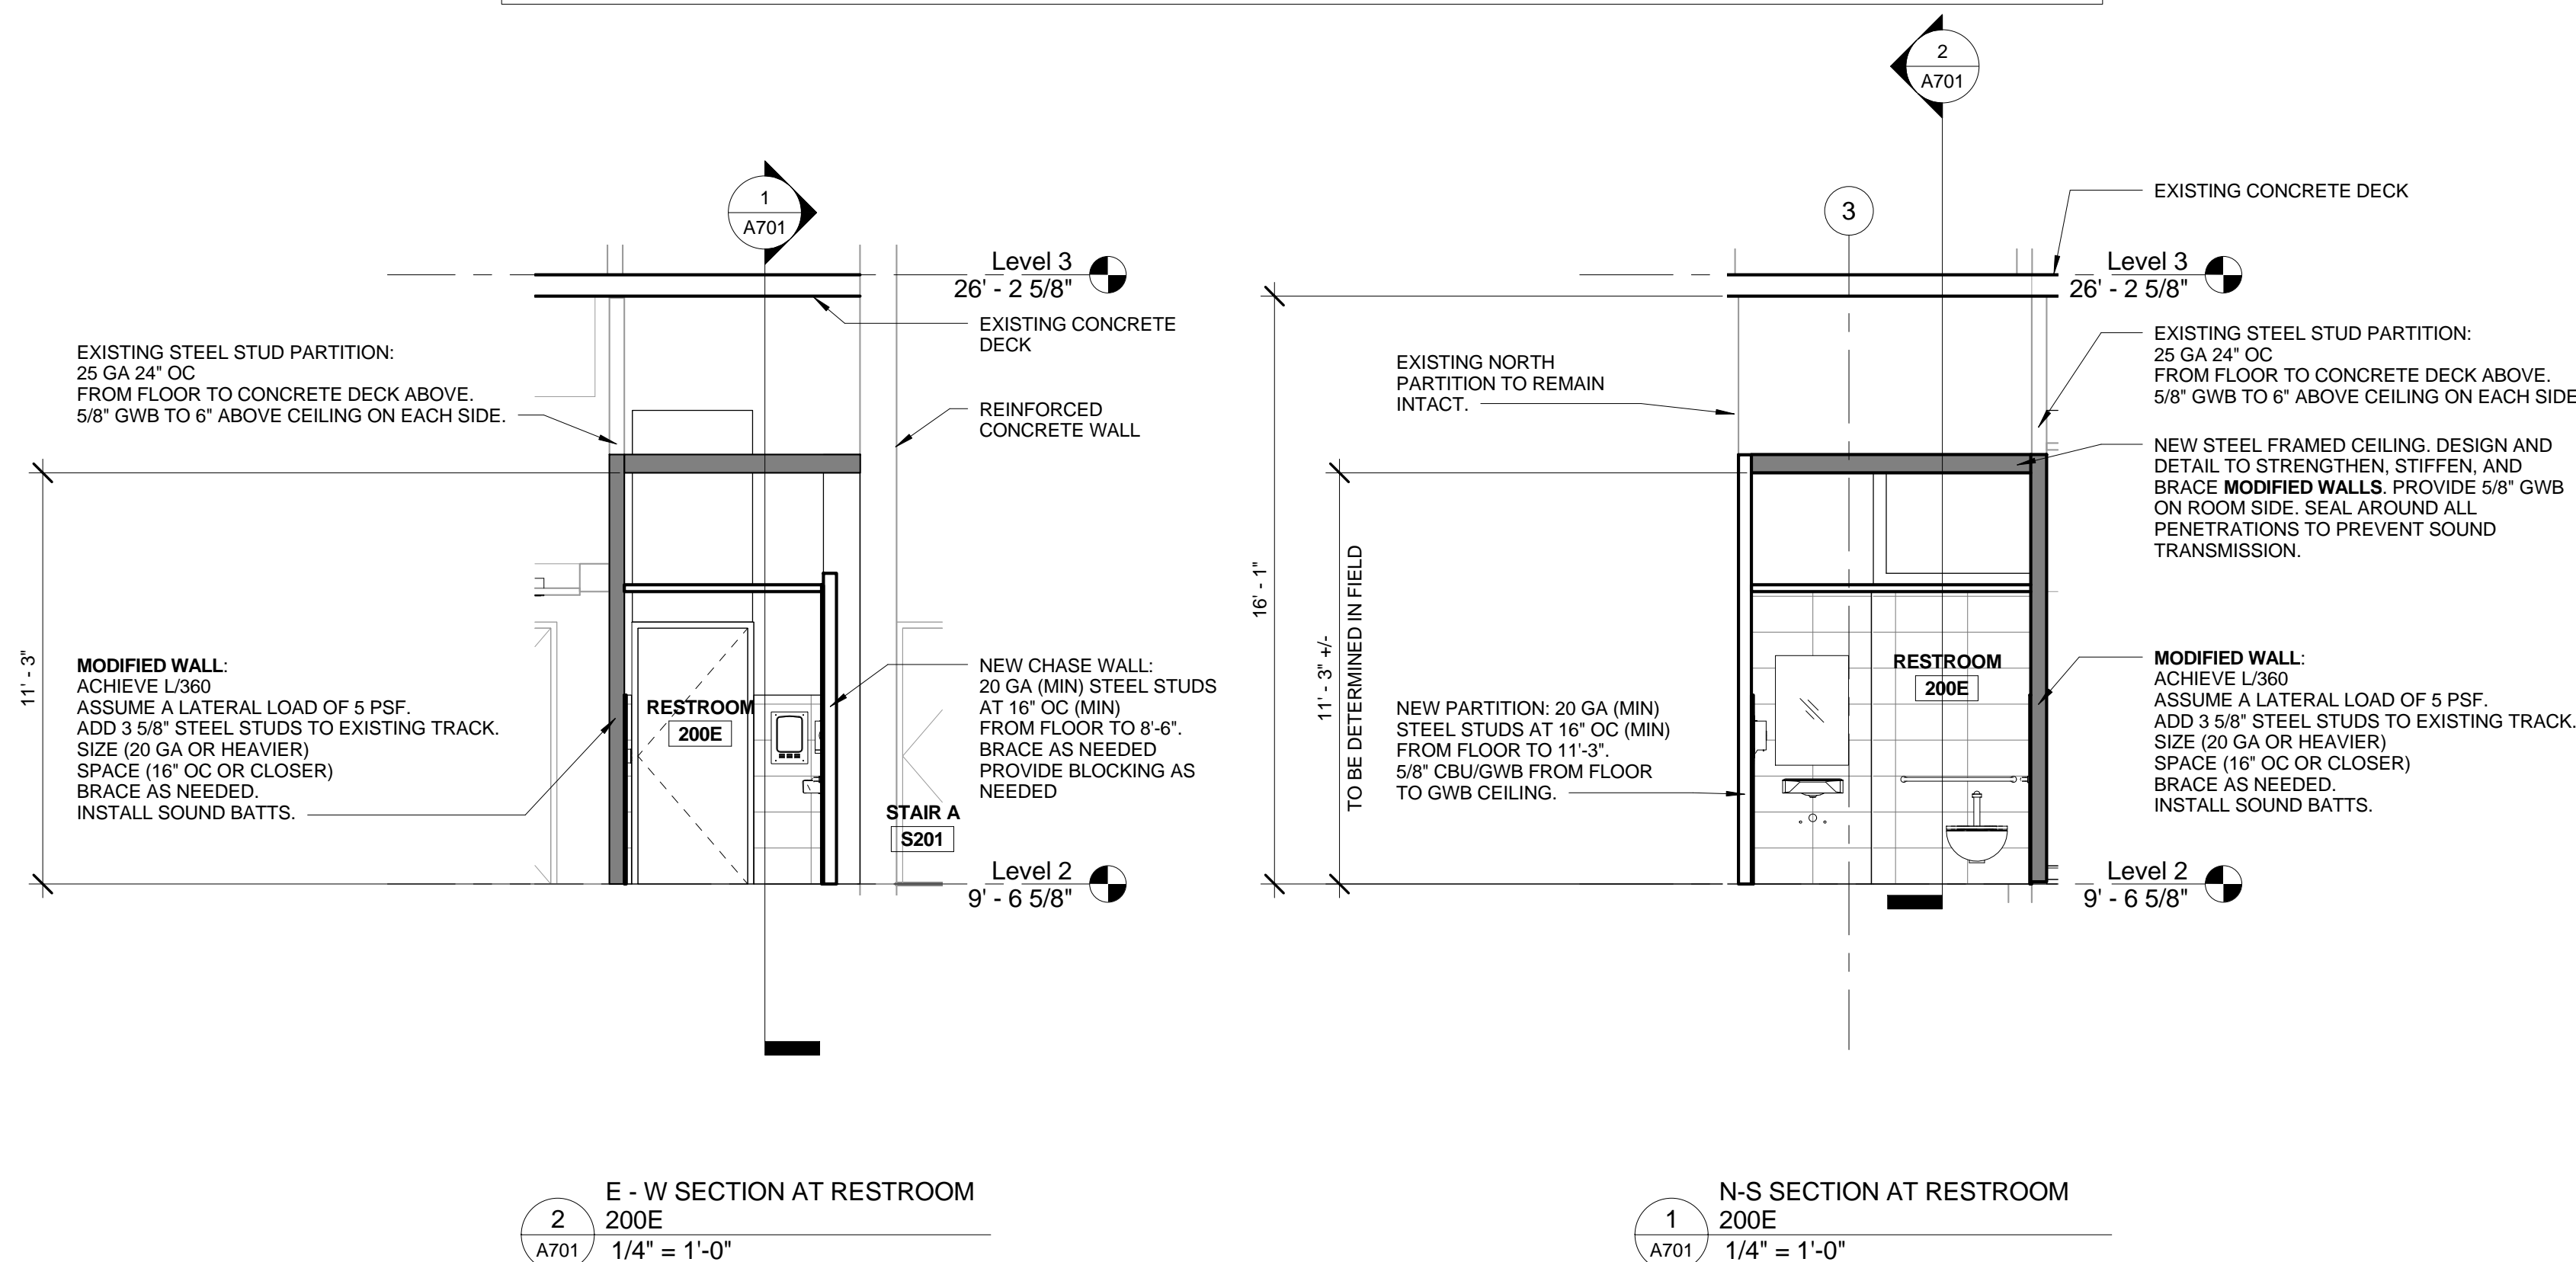 2
A701
1
A701
Level 3
26' - 2 5/8"
EXISTING CONCRETE
DECK
EXISTING STEEL STUD PARTITION:
25 GA 24" OC
FROM FLOOR TO CONCRETE DECK ABOVE.
5/8" GWB TO 6" ABOVE CEILING ON EACH SIDE.
REINFORCED
CONCRETE WALL
11' - 3"
MODIFIED WALL:
ACHIEVE L/360
ASSUME A LATERAL LOAD OF 5 PSF.
ADD 3 5/8" STEEL STUDS TO EXISTING TRACK.
SIZE (20 GA OR HEAVIER)
SPACE (16" OC OR CLOSER)
BRACE AS NEEDED.
INSTALL SOUND BATTS.
RESTROOM
200E
NEW CHASE WALL:
20 GA (MIN) STEEL STUDS
AT 16" OC (MIN)
FROM FLOOR TO 8'-6".
BRACE AS NEEDED
PROVIDE BLOCKING AS
NEEDED
STAIR A
S201
Level 2
9' - 6 5/8"
3
EXISTING CONCRETE DECK
Level 3
26' - 2 5/8"
EXISTING NORTH
PARTITION TO REMAIN
INTACT.
EXISTING STEEL STUD PARTITION:
25 GA 24" OC
FROM FLOOR TO CONCRETE DECK ABOVE.
5/8" GWB TO 6" ABOVE CEILING ON EACH SIDE
NEW STEEL FRAMED CEILING. DESIGN AND
DETAIL TO STRENGTHEN, STIFFEN, AND
BRACE MODIFIED WALLS. PROVIDE 5/8" GWB
ON ROOM SIDE. SEAL AROUND ALL
PENETRATIONS TO PREVENT SOUND
TRANSMISSION.
16' - 1"
11' - 3" +/-
TO BE DETERMINED IN FIELD
NEW PARTITION: 20 GA (MIN)
STEEL STUDS AT 16" OC (MIN)
FROM FLOOR TO 11'-3".
5/8" CBU/GWB FROM FLOOR
TO GWB CEILING.
RESTROOM
200E
MODIFIED WALL:
ACHIEVE L/360
ASSUME A LATERAL LOAD OF 5 PSF.
ADD 3 5/8" STEEL STUDS TO EXISTING TRACK.
SIZE (20 GA OR HEAVIER)
SPACE (16" OC OR CLOSER)
BRACE AS NEEDED.
INSTALL SOUND BATTS.
Level 2
9' - 6 5/8"
E - W SECTION AT RESTROOM
200E
2
A701
1/4" = 1'-0"
N-S SECTION AT RESTROOM
200E
1
A701
1/4" = 1'-0"